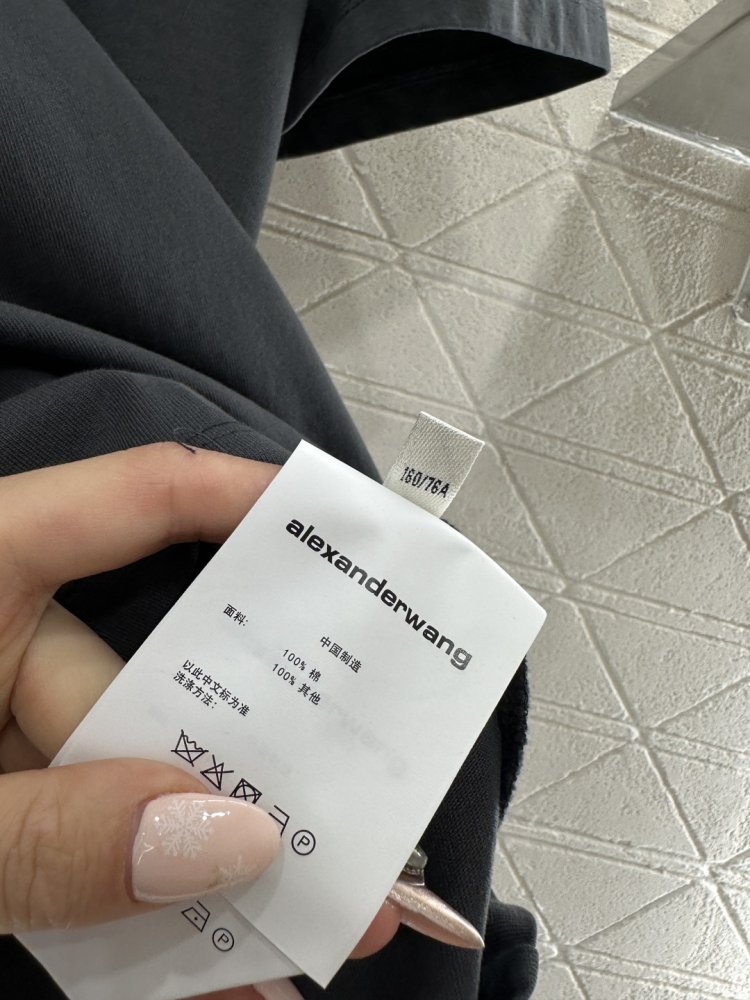 160/76A
alexanderwang
中国制造
面料:
100% 棉
100% 其他
以此中文标为准
洗涤方法:
P
P